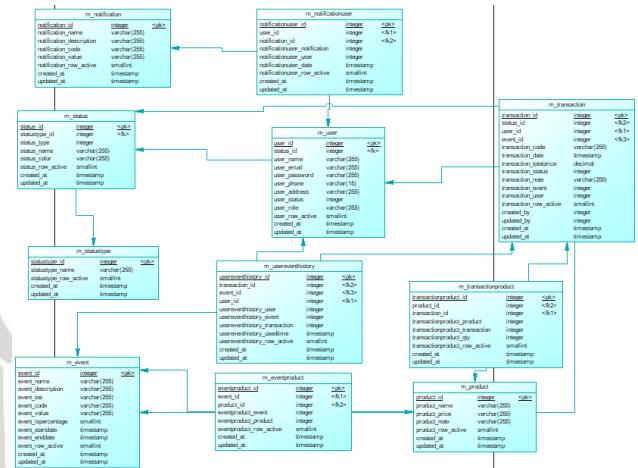 m_notification
notification_id integer <pk>
notification_name varchar(255)
notification_description varchar(255)
notification_code varchar(255)
notification_value varchar(255)
notification_row_active smallint
created_at timestamp
updated_at timestamp
m_notificationuser
notificationuser_id integer <pk>
user_id integer <fk1>
notification_id integer <fk2>
notificationuser_notification integer
notificationuser_user integer
notificationuser_date timestamp
notificationuser_row_active smallint
created_at timestamp
updated_at timestamp
m_status
status_id integer <pk>
statustype_id integer <fk>
status_type integer
status_name varchar(255)
status_color varchar(255)
status_row_active smallint
created_at timestamp
updated_at timestamp
m_user
user_id integer <pk>
status_id integer <fk>
user_name varchar(255)
user_email varchar(255)
user_password varchar(255)
user_phone varchar(15)
user_address varchar(255)
user_status integer
user_role varchar(255)
user_row_active smallint
created_at timestamp
updated_at timestamp
m_transaction
transaction_id integer <pk>
status_id integer <fk2>
user_id integer <fk1>
event_id integer <fk3>
transaction_code varchar(255)
transaction_date timestamp
transaction_totalprice decimal
transaction_status integer
transaction_note varchar(255)
transaction_event integer
transaction_user integer
transaction_row_active smallint
created_by integer
updated_by integer
created_at timestamp
updated_at timestamp
m_statustype
statustype_id integer <pk>
statustype_name varchar(255)
statustype_row_active smallint
created_at timestamp
updated_at timestamp
m_usereventhistory
usereventhistory_id integer <pk>
transaction_id integer <fk2>
event_id integer <fk3>
user_id integer <fk1>
usereventhistory_user integer
usereventhistory_event integer
usereventhistory_transaction integer
usereventhistory_usedtime timestamp
usereventhistory_row_active smallint
created_at timestamp
updated_at timestamp
m_transactionproduct
transactionproduct_id integer <pk>
product_id integer <fk2>
transaction_id integer <fk1>
transactionproduct_product integer
transactionproduct_transaction integer
transactionproduct_qty integer
transactionproduct_row_active smallint
created_at timestamp
updated_at timestamp
m_event
event_id integer <pk>
event_name varchar(255)
event_description varchar(255)
event_tos varchar(255)
event_code varchar(255)
event_value varchar(255)
event_ispercentage smallint
event_startdate timestamp
event_enddate timestamp
event_row_active smallint
created_at timestamp
updated_at timestamp
m_eventproduct
eventproduct_id integer <pk>
event_id integer <fk1>
product_id integer <fk2>
eventproduct_event integer
eventproduct_product integer
eventproduct_row_active smallint
created_at timestamp
updated_at timestamp
m_product
product_id integer <pk>
product_name varchar(255)
product_price varchar(255)
product_note varchar(255)
product_row_active smallint
created_at timestamp
updated_at timestamp